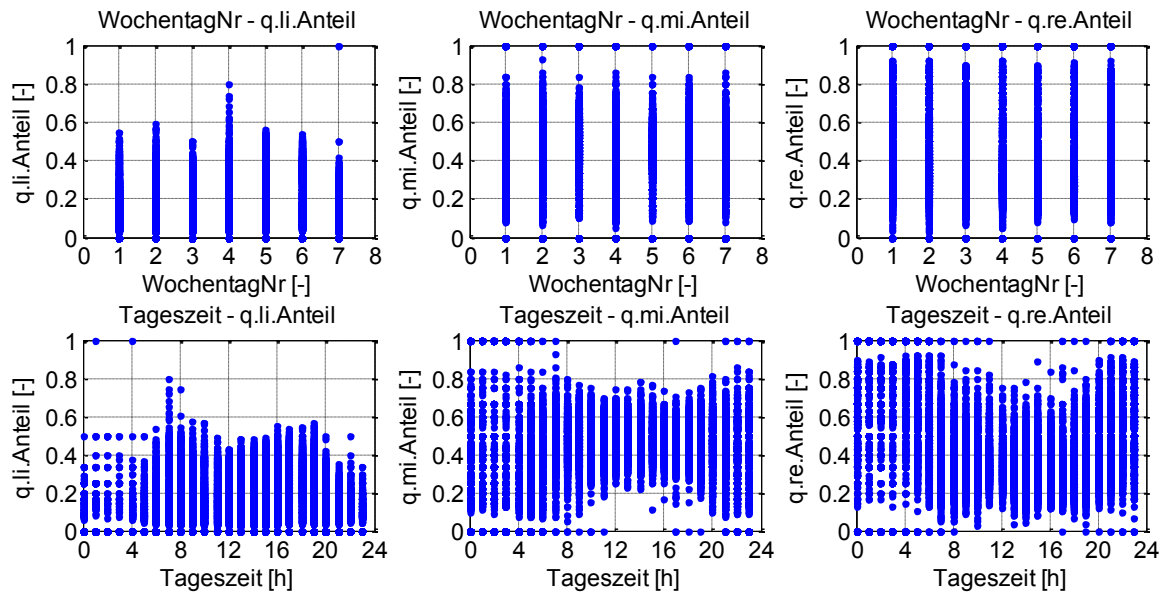 WochentagNr - q.li.Anteil
WochentagNr - q.mi.Anteil
WochentagNr - q.re.Anteil
q.li.Anteil [-]
1
0.8
0.6
0.4
0.2
0
0 1 2 3 4 5 6 7 8
WochentagNr [-]
q.mi.Anteil [-]
1
0.8
0.6
0.4
0.2
0
0 1 2 3 4 5 6 7 8
WochentagNr [-]
q.re.Anteil [-]
1
0.8
0.6
0.4
0.2
0
0 1 2 3 4 5 6 7 8
WochentagNr [-]
Tageszeit - q.li.Anteil
Tageszeit - q.mi.Anteil
Tageszeit - q.re.Anteil
q.li.Anteil [-]
1
0.8
0.6
0.4
0.2
0
0 4 8 12 16 20 24
Tageszeit [h]
q.mi.Anteil [-]
1
0.8
0.6
0.4
0.2
0
0 4 8 12 16 20 24
Tageszeit [h]
q.re.Anteil [-]
1
0.8
0.6
0.4
0.2
0
0 4 8 12 16 20 24
Tageszeit [h]